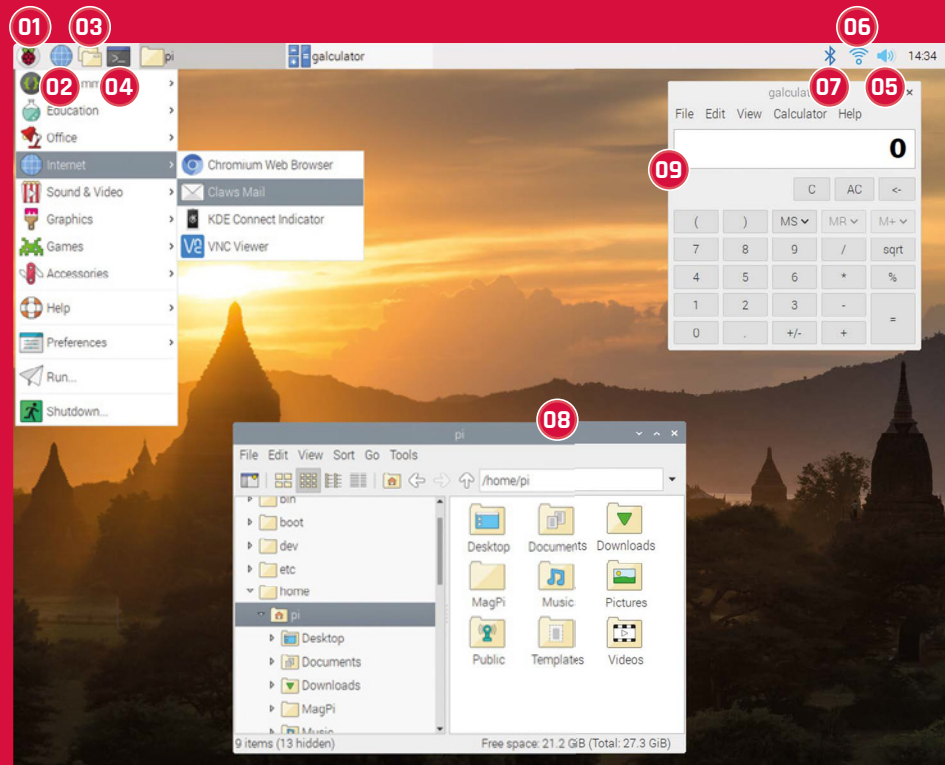 01
03
06
pi
galculator
14:34
02
04
07
05
Education
Office
Internet
Sound & Video
Graphics
Games
Accessories
Help
Preferences
Run...
Shutdown...
Chromium Web Browser
Claws Mail
KDE Connect Indicator
VNC Viewer
File Edit View Calculator Help
0
09
C AC <-
( ) MS MR M+
7 8 9 / sqrt
4 5 6 * %
1 2 3 -
0 . +/- + =
08
pi
File Edit View Sort Go Tools
/home/pi
bin
boot
dev
etc
home
pi
Desktop
Documents
Downloads
MagPi
Music
Desktop Documents Downloads
MagPi Music Pictures
Public Templates Videos
9 items (13 hidden)
Free space: 21.2 GiB (Total: 27.3 GiB)